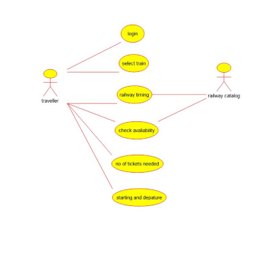 login
select train
railway timing
traveller
railway catalog
check availability
no of tickets needed
starting and depature